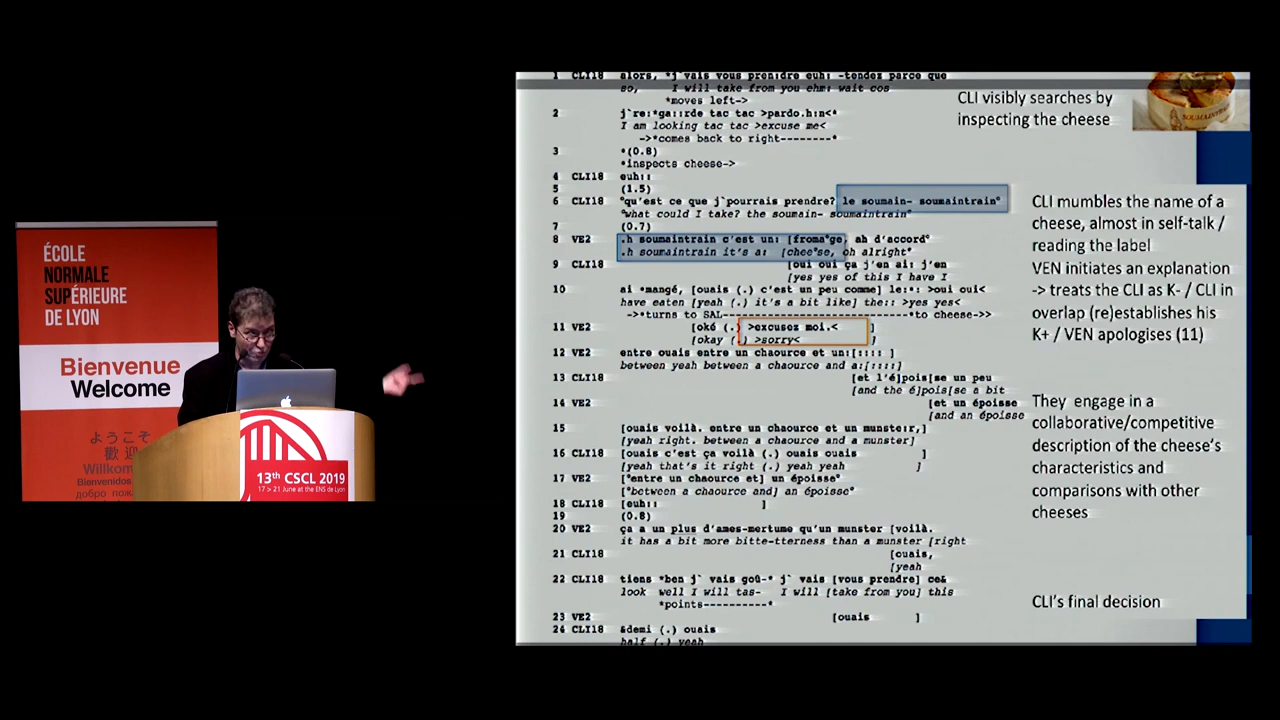 ÉCOLE
NORMALE
SUPÉRIEURE
DE LYON
Bienvenue
Welcome
ようこそ
歡迎
Willkom
Bienvenidos
добро пож
13th CSCL 2019
17 > 21 June at the ENS de Lyon
1 CLI18 alors, *j`vais vous pren:dre euh: -tendez parce que
so, I will take from you ehm: wait cos
*moves left->
2 j`re:*ga::rde tac tac >pardo.h:n<*
I am looking tac tac >excuse me<
->*comes back to right--------*
3 *(0.8)
*inspects cheese->
4 CLI18 euh::
5 (1.5)
6 CLI18 °qu'est ce que j`pourrais prendre? le soumain- soumaintrain°
°what could I take? the soumain- soumaintrain°
7 (0.7)
8 VE2 .h soumaintrain c'est un: [froma°ge, ah d'accord°
.h soumaintrain it's a: [chee°se, oh alright°
9 CLI18 [oui oui ça j'en ai: j'en
[yes yes of this I have I
10 ai *mangé, [ouais (.) c'est un peu comme] le::: >oui oui<
have eaten [yeah (.) it's a bit like] the:: >yes yes<
->*turns to SAL-----------------------*to cheese->>
11 VE2 [oké (.) >excusez moi.< ]
[okay (.) >sorry< ]
12 VE2 entre ouais entre un chaource et un:[:::: ]
between yeah between a chaource and a:[::::]
13 CLI18 [et l'é]pois[se un peu
[and the é]pois[se a bit
14 VE2 [et un époisse
[and an époisse
15 [ouais voilà. entre un chaource et un munste:r,]
[yeah right. between a chaource and a munster]
16 CLI18 [ouais c'est ça voilà (.) ouais ouais ]
[yeah that's it right (.) yeah yeah ]
17 VE2 [°entre un chaource et] un époisse°
[°between a chaource and] an époisse°
18 CLI18 [euh:: ]
19 (0.8)
20 VE2 ça a un plus d'ames-mertume qu'un munster [voilà.
it has a bit more bitte-tterness than a munster [right
21 CLI18 [ouais,
[yeah
22 CLI18 tiens *ben j` vais goû-* j` vais [vous prendre] ce&
look well I will tas- I will [take from you] this
*points----------*
23 VE2 [ouais ]
24 CLI18 &demi (.) ouais
half (.) yeah
CLI visibly searches by
inspecting the cheese
CLI mumbles the name of a
cheese, almost in self-talk /
reading the label
VEN initiates an explanation
-> treats the CLI as K- / CLI in
overlap (re)establishes his
K+ / VEN apologises (11)
They engage in a
collaborative/competitive
description of the cheese's
characteristics and
comparisons with other
cheeses
CLI's final decision